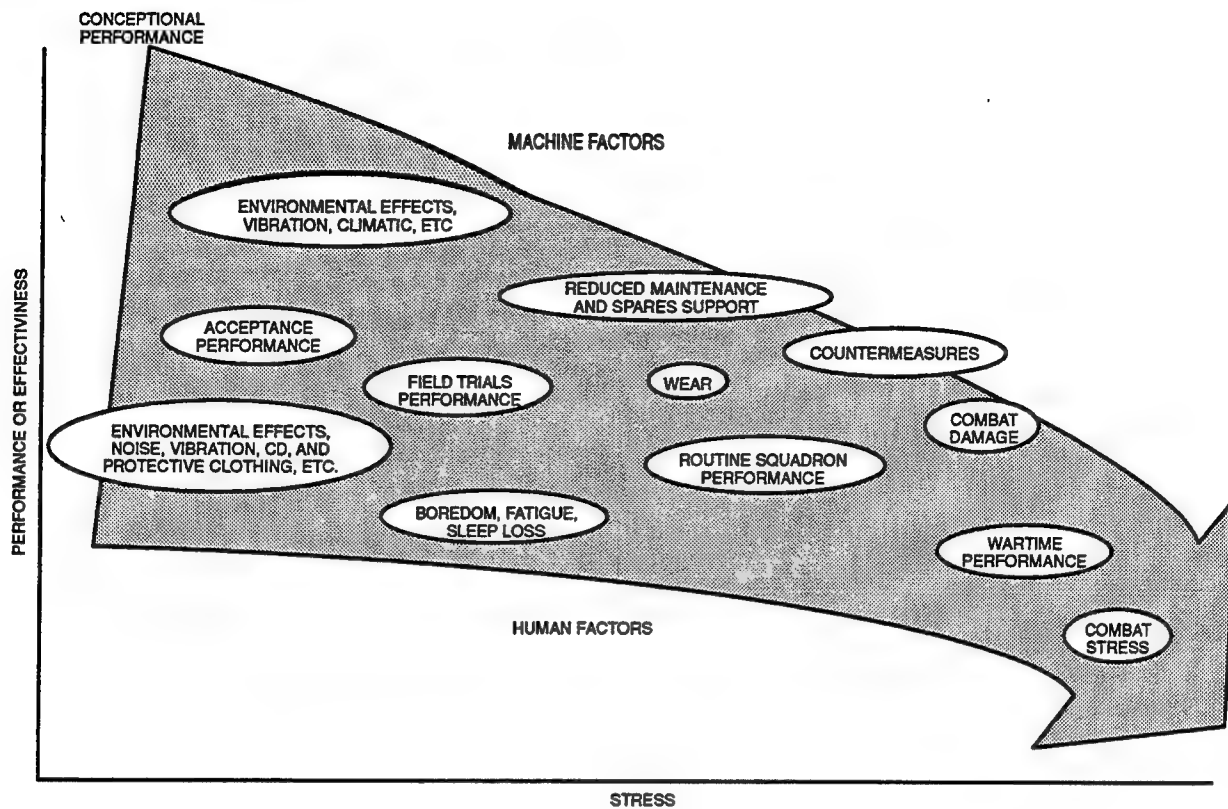 CONCEPTIONAL
PERFORMANCE
MACHINE FACTORS
ENVIRONMENTAL EFFECTS,
VIBRATION, CLIMATIC, ETC
REDUCED MAINTENANCE
AND SPARES SUPPORT
ACCEPTANCE
PERFORMANCE
COUNTERMEASURES
FIELD TRIALS
PERFORMANCE
WEAR
COMBAT
DAMAGE
ENVIRONMENTAL EFFECTS,
NOISE, VIBRATION, CD, AND
PROTECTIVE CLOTHING, ETC.
ROUTINE SQUADRON
PERFORMANCE
BOREDOM, FATIGUE,
SLEEP LOSS
WARTIME
PERFORMANCE
HUMAN FACTORS
COMBAT
STRESS
PERFORMANCE OR EFFECTIVINESS
STRESS